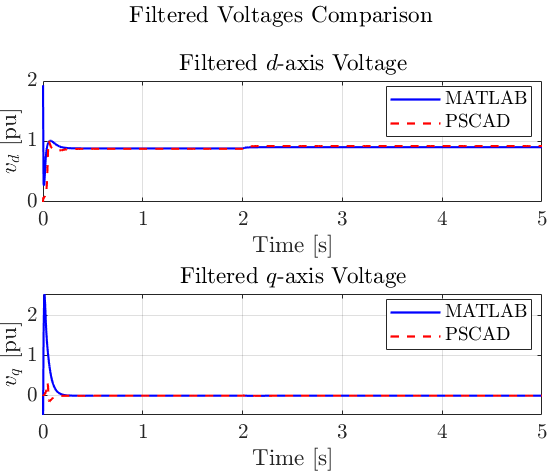 Filtered Voltages Comparison
Filtered d-axis Voltage
2
1
0
v_d [pu]
MATLAB
PSCAD
0 1 2 3 4 5
Time [s]
Filtered q-axis Voltage
2
1
0
v_q [pu]
MATLAB
PSCAD
0 1 2 3 4 5
Time [s]